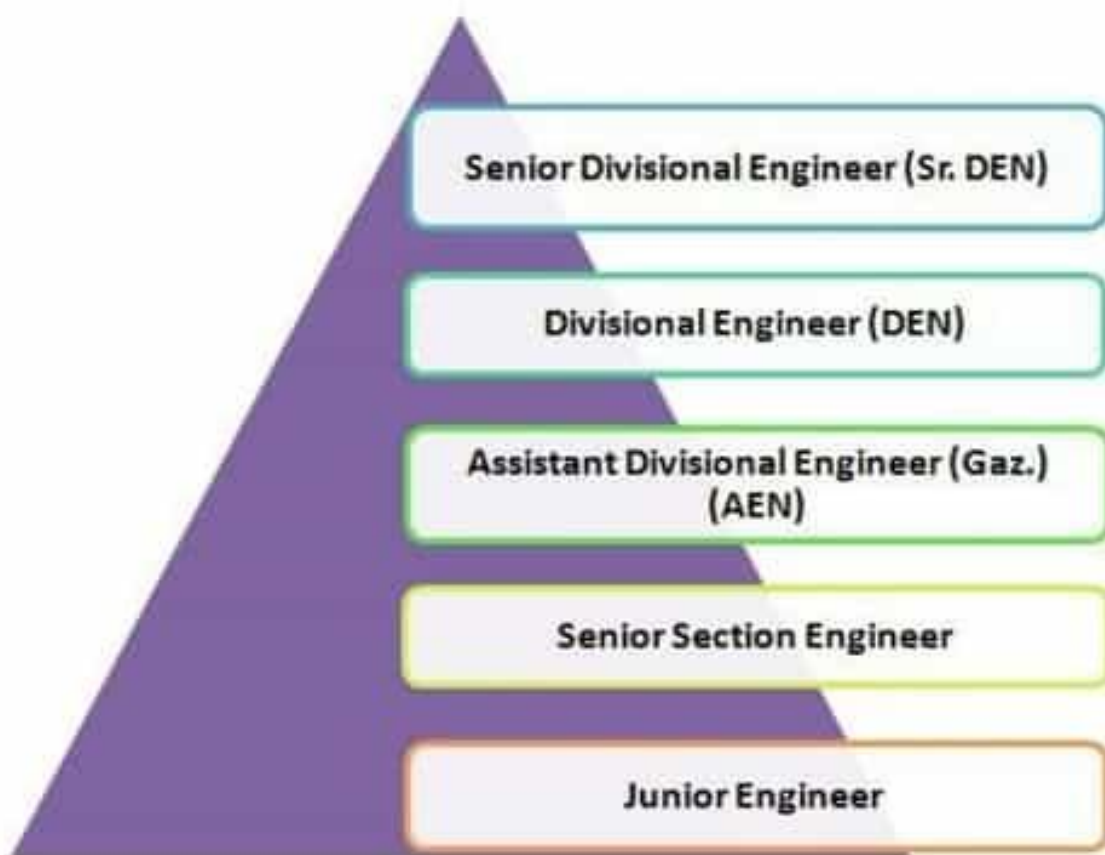 Senior Divisional Engineer (Sr. DEN)
Divisional Engineer (DEN)
Assistant Divisional Engineer (Gaz.)
(AEN)
Senior Section Engineer
Junior Engineer